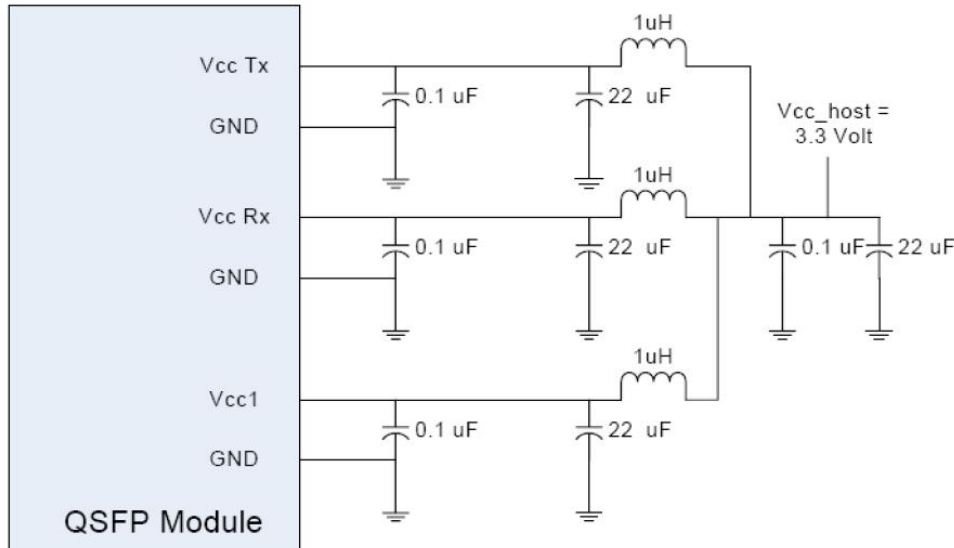 1uH
Vcc Tx
0.1 uF
22 uF
GND
Vcc_host =
3.3 Volt
1uH
Vcc Rx
0.1 uF
22 uF
0.1 uF
22 uF
GND
1uH
Vcc1
0.1 uF
22 uF
GND
QSFP Module